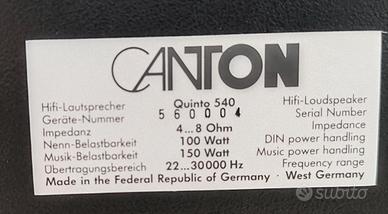 CANTON
Hifi-Lautsprecher Quinto 540 Hifi-Loudspeaker
Geräte-Nummer 560004 Serial Number
Impedanz 4...8 Ohm Impedance
Nenn-Belastbarkeit 100 Watt DIN power handling
Musik-Belastbarkeit 150 Watt Music power handling
Übertragungsbereich 22...30000 Hz Frequency range
Made in the Federal Republic of Germany · West Germany
subito